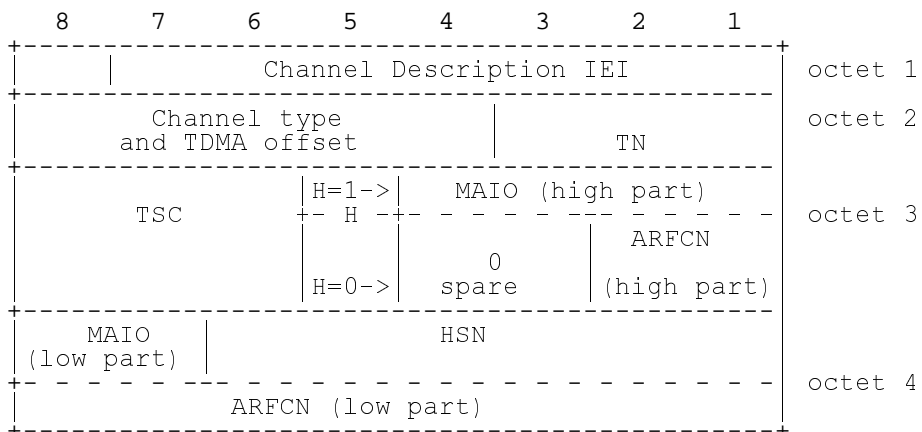 8 7 6 5 4 3 2 1
Channel Description IEI octet 1
Channel type octet 2
and TDMA offset TN
H=1-> MAIO (high part)
TSC H octet 3
ARFCN
0
H=0-> spare (high part)
MAIO HSN
(low part)
octet 4
ARFCN (low part)